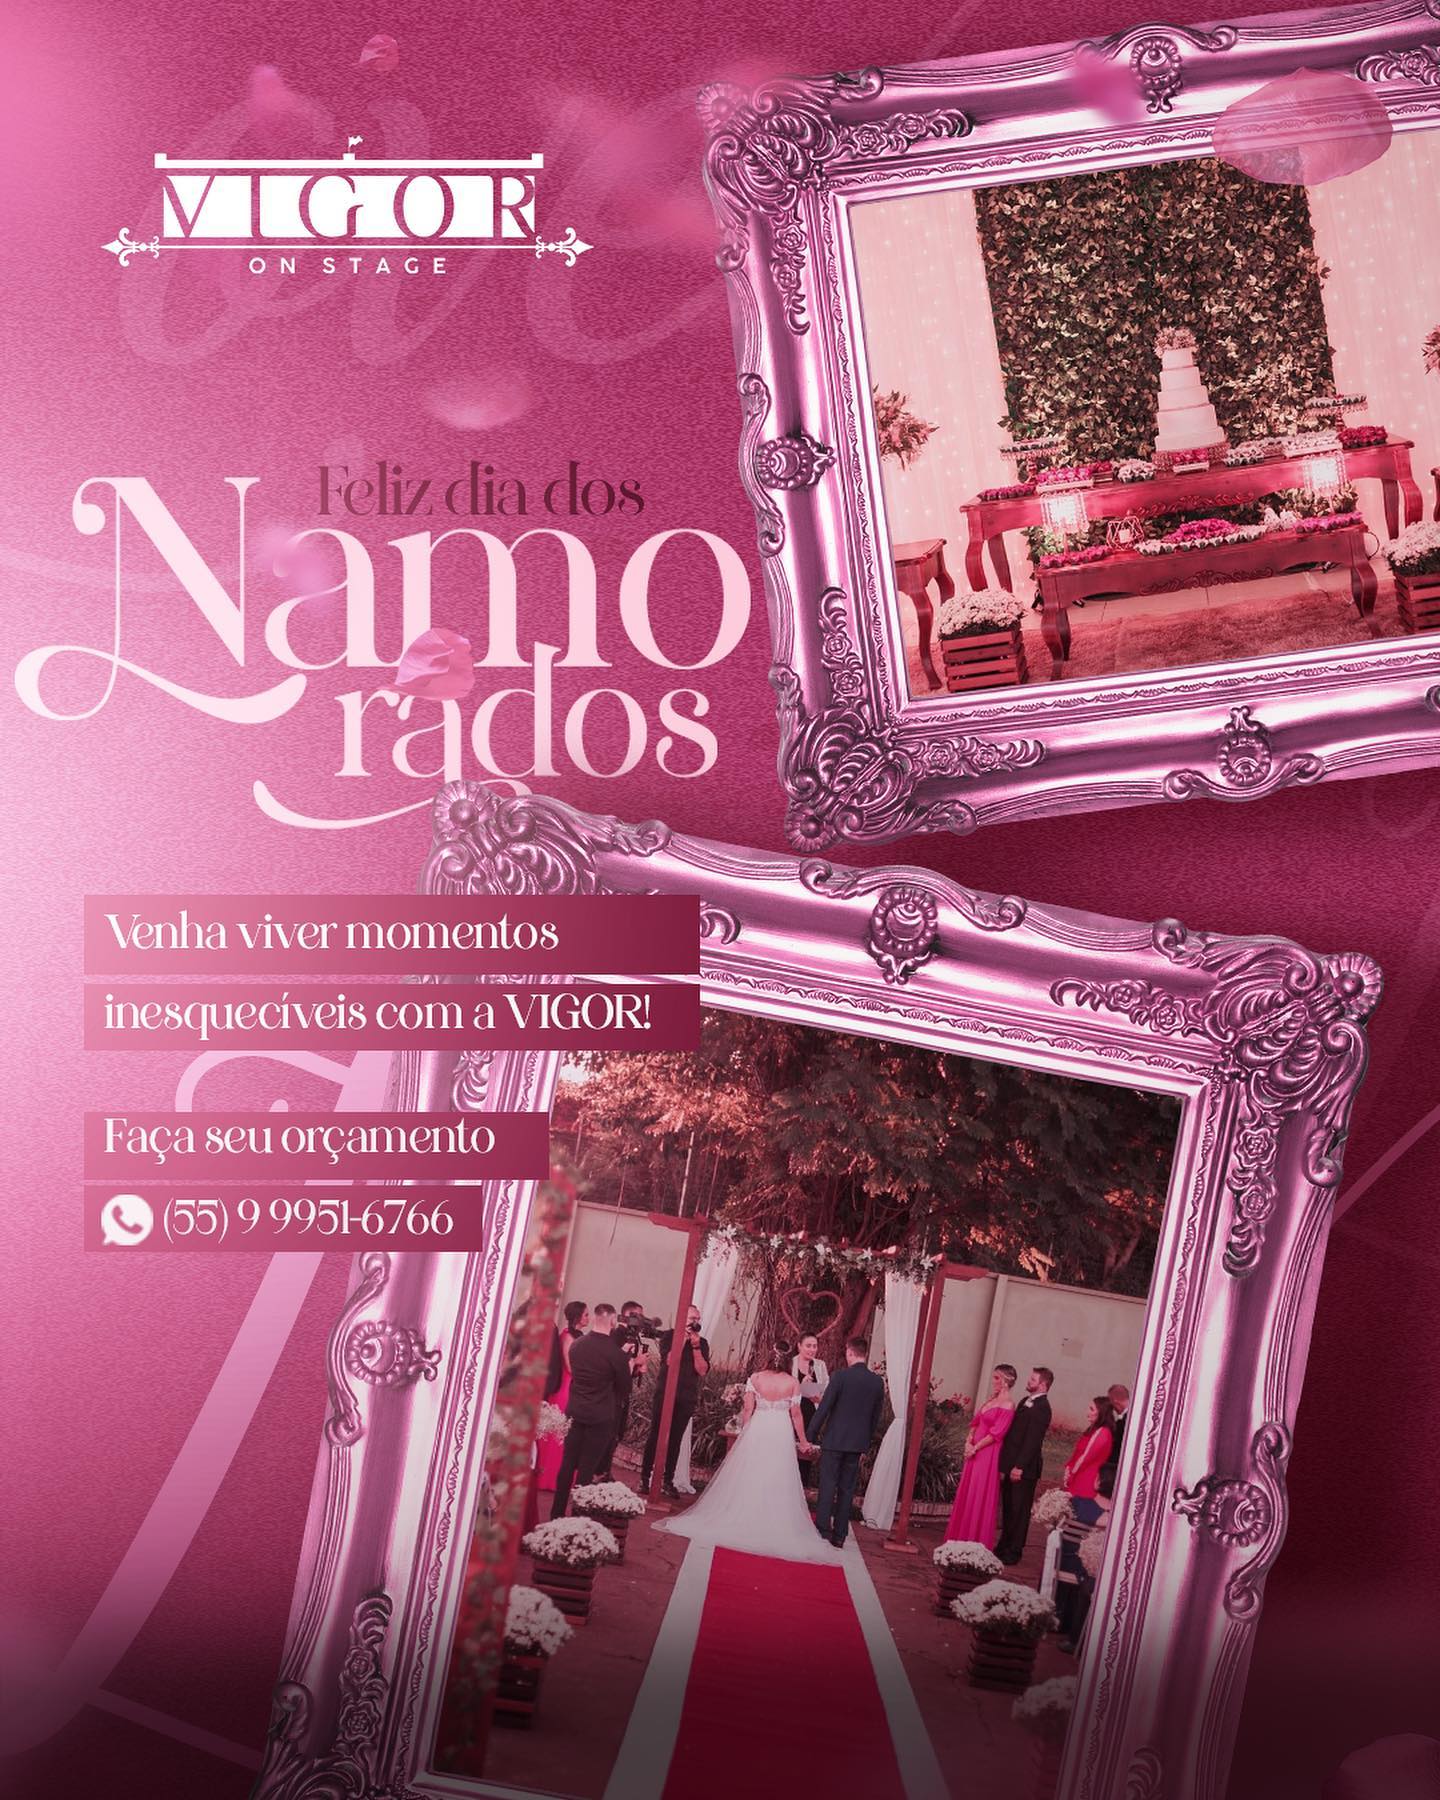 VIGOR
ON STAGE
Feliz dia dos
Namo
rados
Venha viver momentos
inesquecíveis com a VIGOR!
Faça seu orçamento
(55) 9 9951-6766